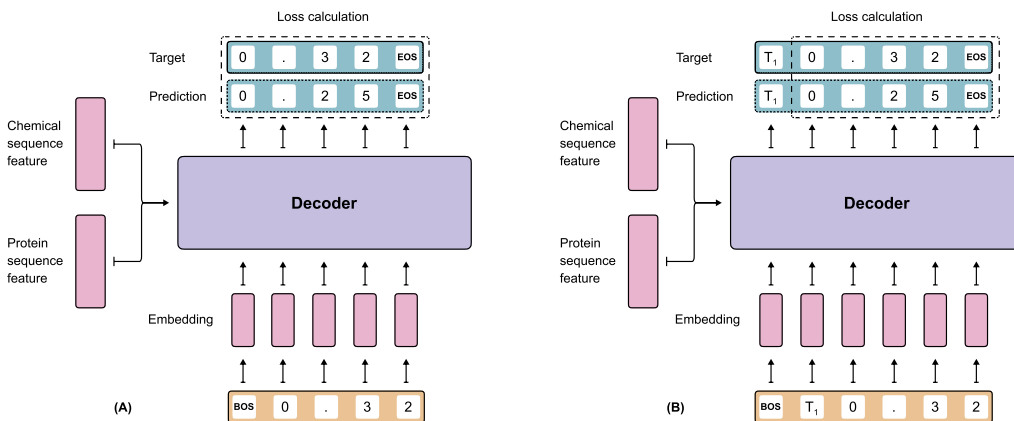 Loss calculation
Target
0 . 3 2 EOS
Prediction
0 . 2 5 EOS
Chemical
sequence
feature
Decoder
Protein
sequence
feature
Embedding
(A)
BOS 0 . 3 2
Loss calculation
Target
T1 0 . 3 2 EOS
Prediction
T1 0 . 2 5 EOS
Chemical
sequence
feature
Decoder
Protein
sequence
feature
Embedding
(B)
BOS T1 0 . 3 2